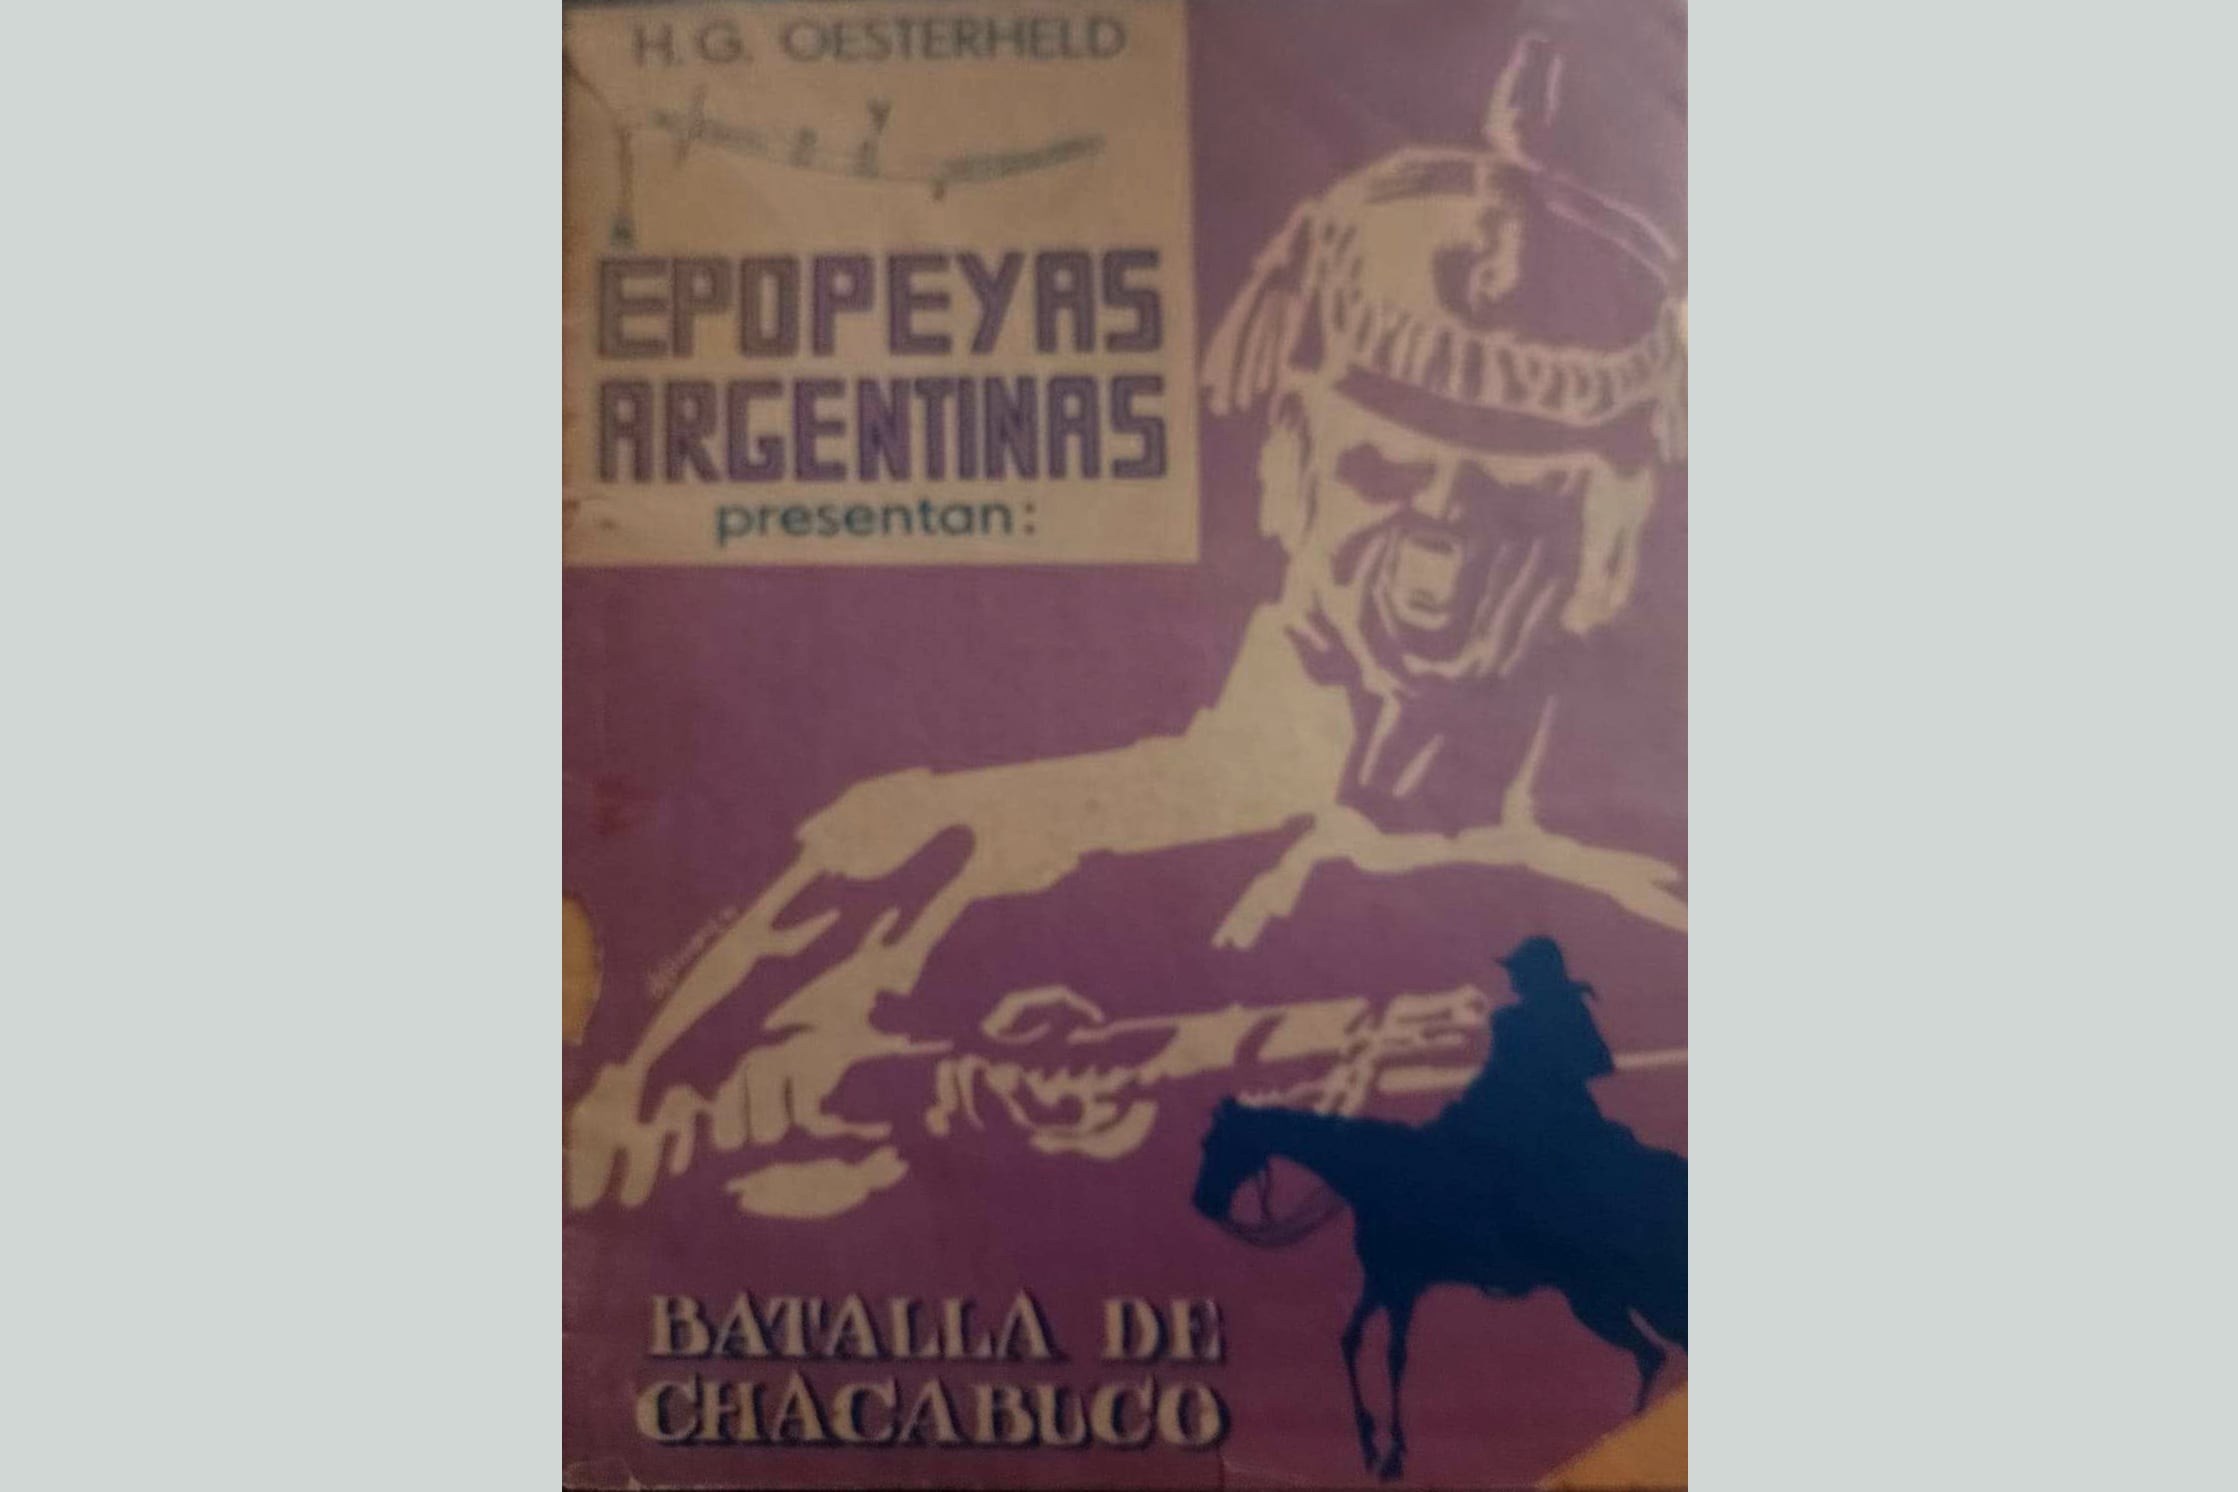 H. G. OESTERHELD
Y
EPOPEYAS
ARGENTINAS
presentan:
BATALLA DE
CHACABUCO